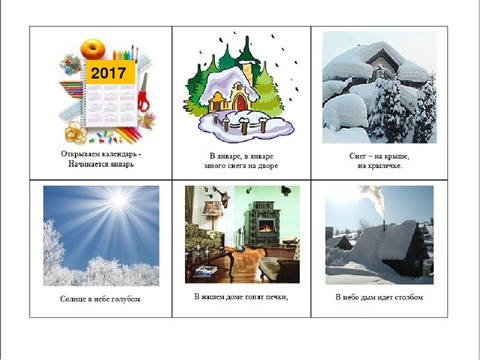 2017
Открываем календарь -
Начинается январь
В январе, в январе
много снега на дворе
Снег – на крыше,
на крылечке.
Солнце в небе голубом.
В нашем доме топят печки,
В небо дым идет столбом